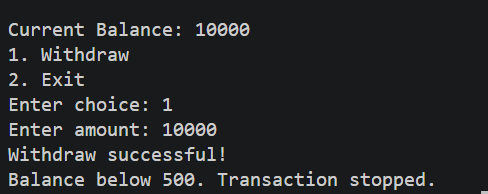 Current Balance: 10000
1. Withdraw
2. Exit
Enter choice: 1
Enter amount: 10000
Withdraw successful!
Balance below 500. Transaction stopped.